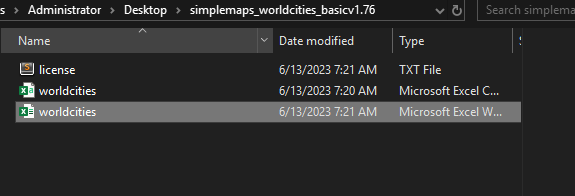 s > Administrator > Desktop > simplemaps_worldcities_basicv1.76
Search simplema
Name Date modified Type S
license 6/13/2023 7:21 AM TXT File
worldcities 6/13/2023 7:20 AM Microsoft Excel C...
worldcities 6/13/2023 7:21 AM Microsoft Excel W...